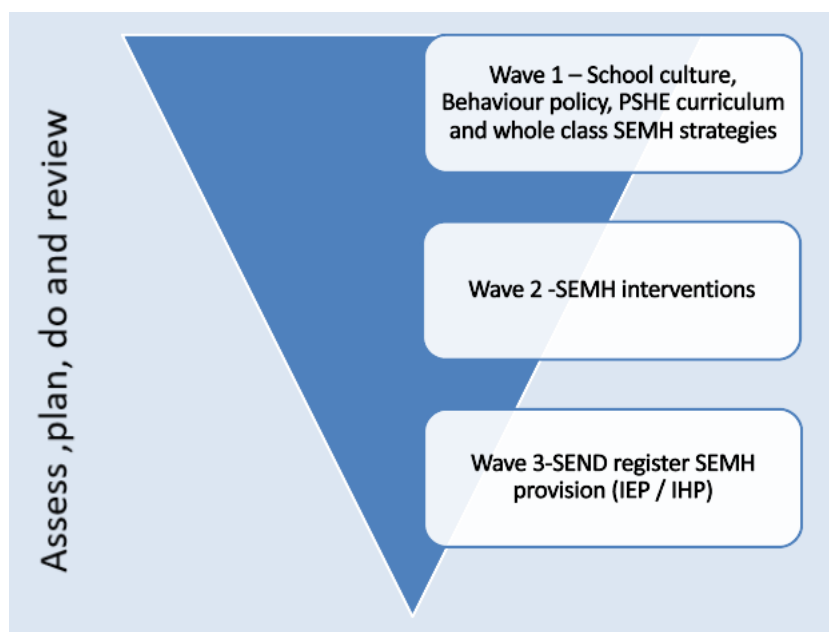 Assess ,plan, do and review
Wave 1 – School culture,
Behaviour policy, PSHE curriculum
and whole class SEMH strategies
Wave 2 -SEMH interventions
Wave 3-SEND register SEMH
provision (IEP / IHP)